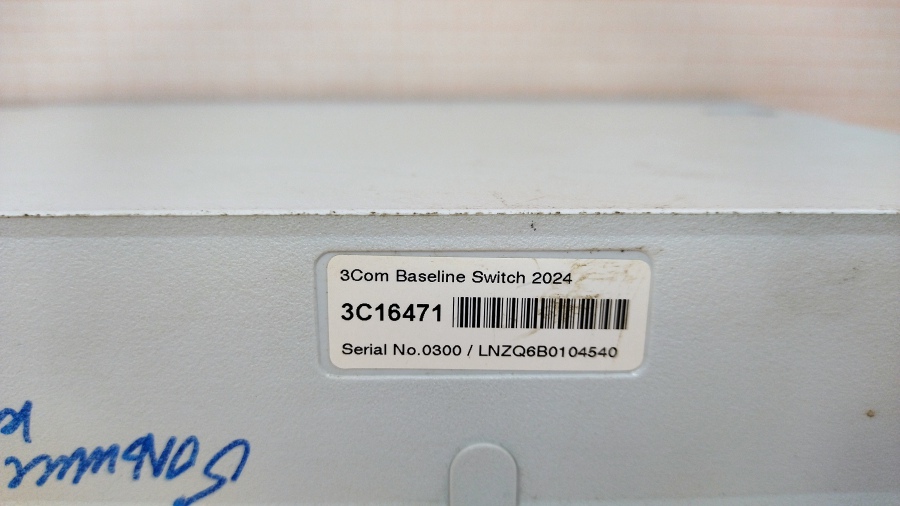 3Com Baseline Switch 2024
3C16471
Serial No.0300 / LNZQ6B0104540